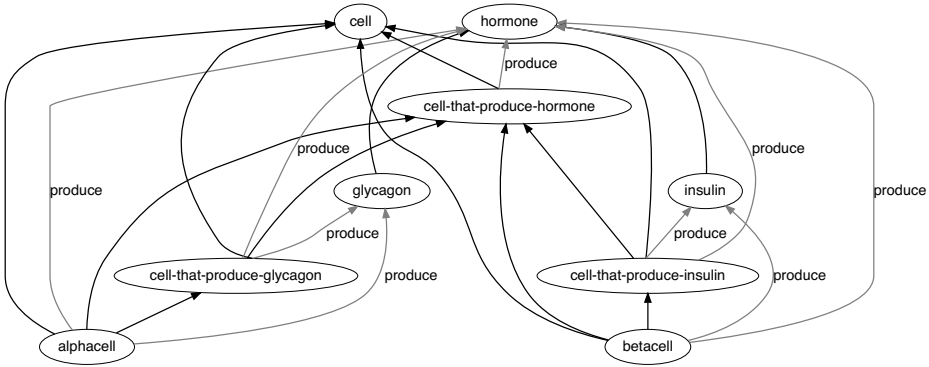 cell
hormone
produce
cell-that-produce-hormone
produce
produce
produce
glycagon
insulin
produce
produce
produce
cell-that-produce-glycagon
produce
cell-that-produce-insulin
produce
alphacell
betacell